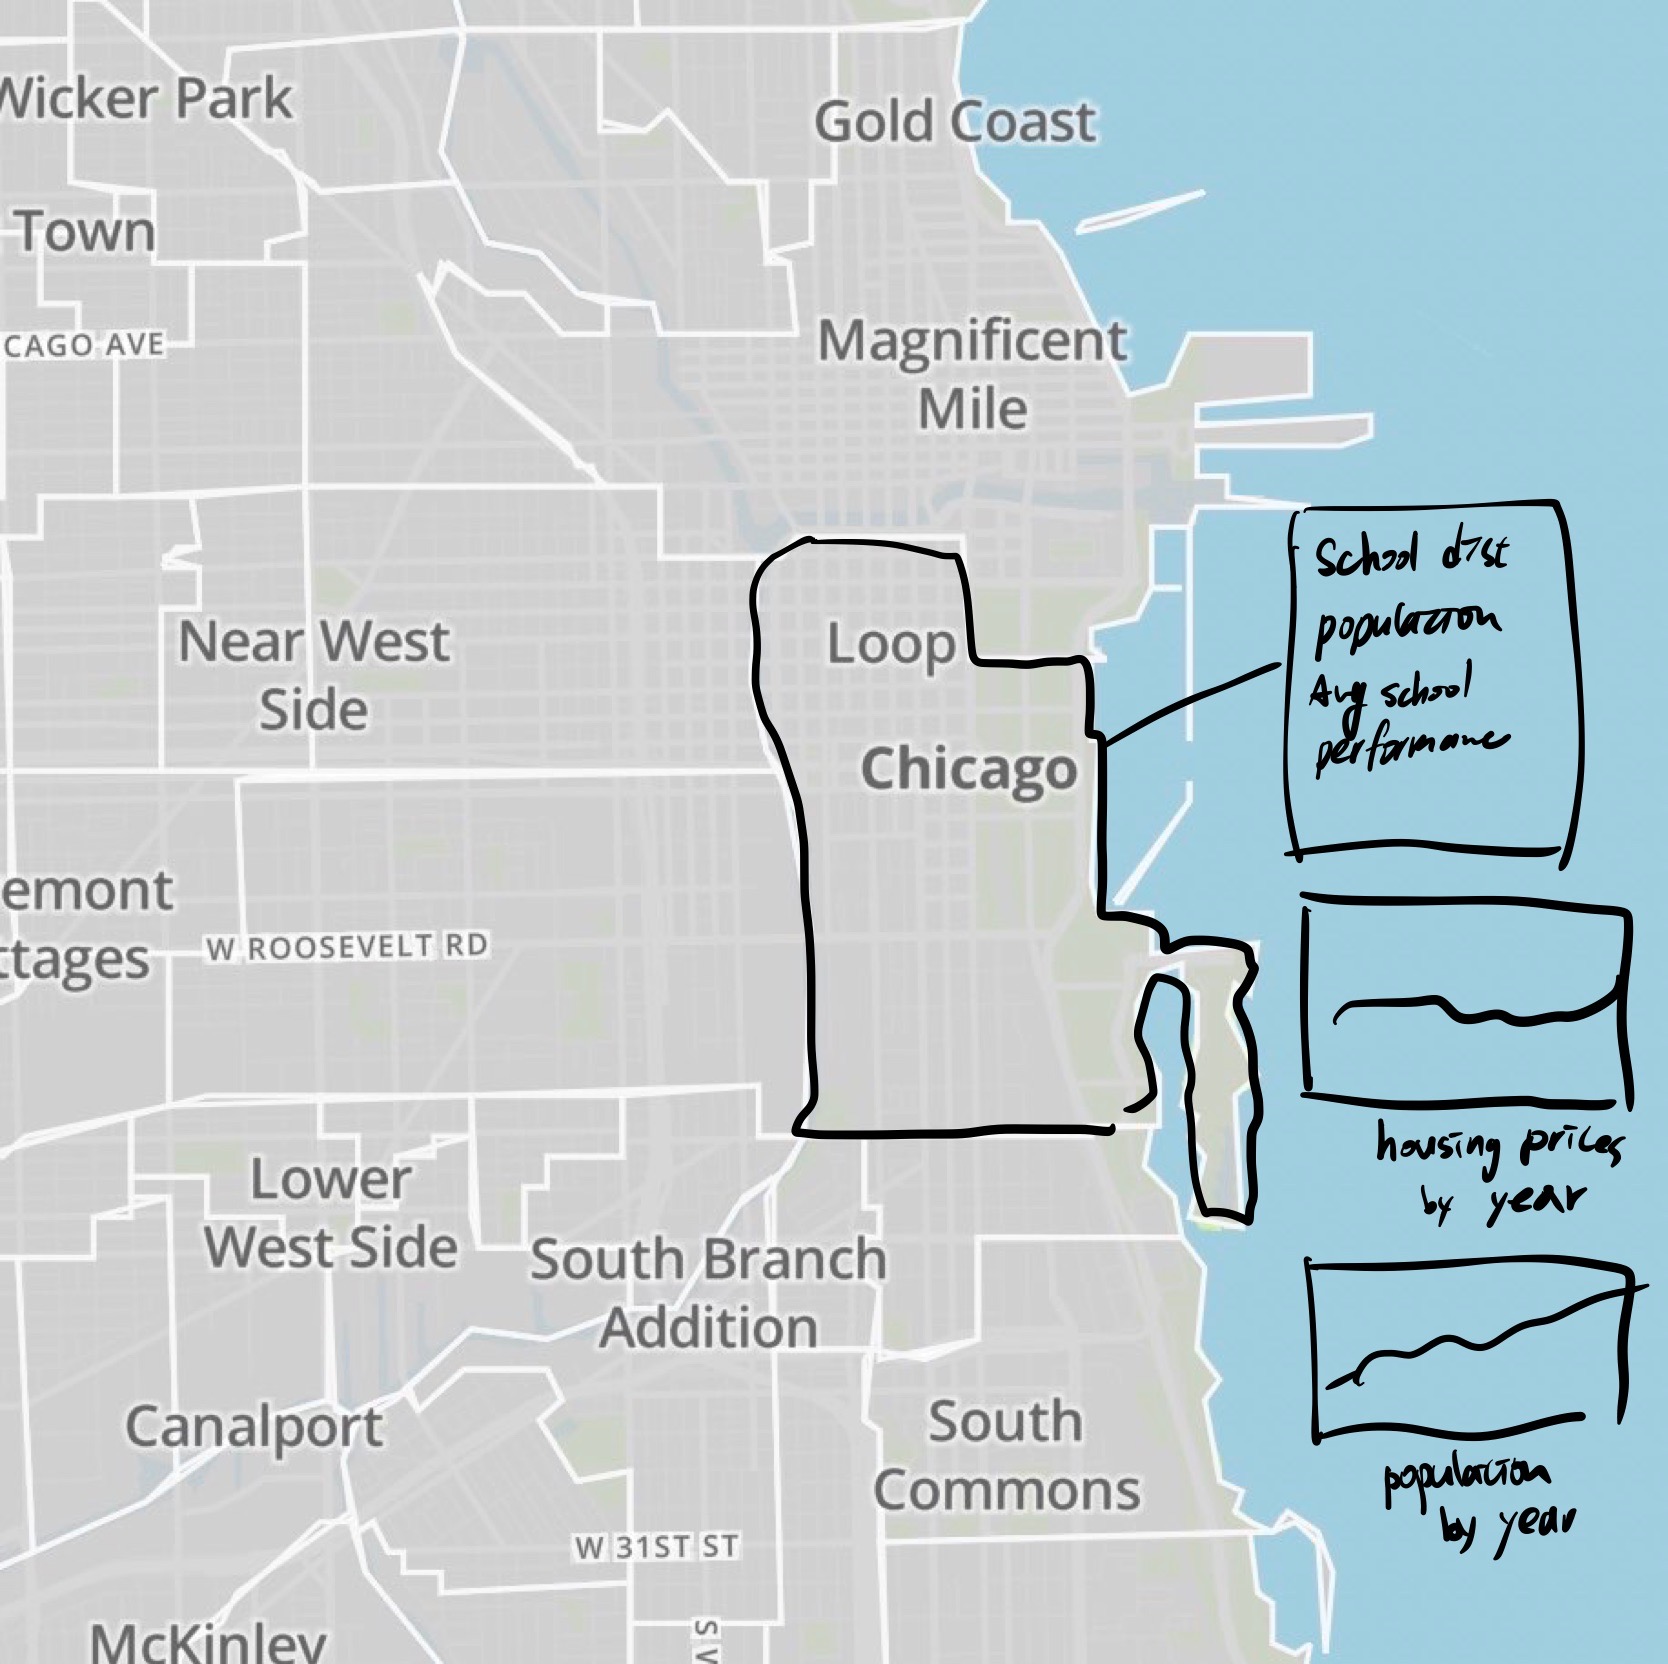 Wicker Park
Gold Coast
Town
CAGO AVE
Magnificent
Mile
School dist
population
Avg school
performance
Near West
Side
Loop
Chicago
emont
ttages
W ROOSEVELT RD
housing prices
by year
Lower
West Side
South Branch
Addition
Canalport
South
Commons
population
by year
W 31ST ST
McKinley
S W